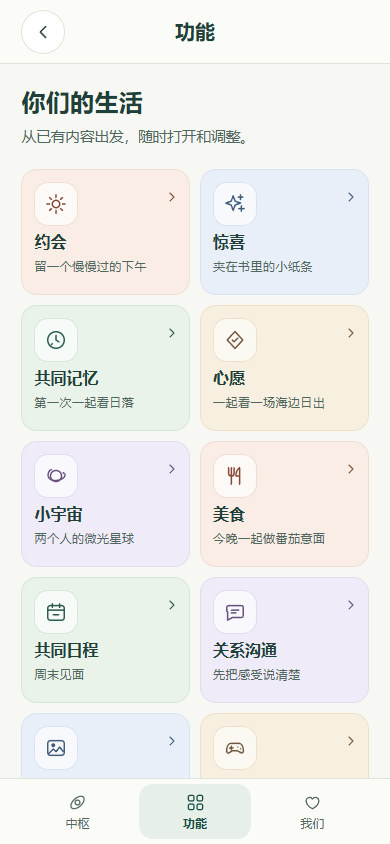 功能
你们的生活
从已有内容出发，随时打开和调整。
约会
留一个慢慢过的下午
惊喜
夹在书里的小纸条
共同记忆
第一次一起看日落
心愿
一起看一场海边日出
小宇宙
两个人的微光星球
美食
今晚一起做番茄意面
共同日程
周末见面
关系沟通
先把感受说清楚
中枢
功能
我们